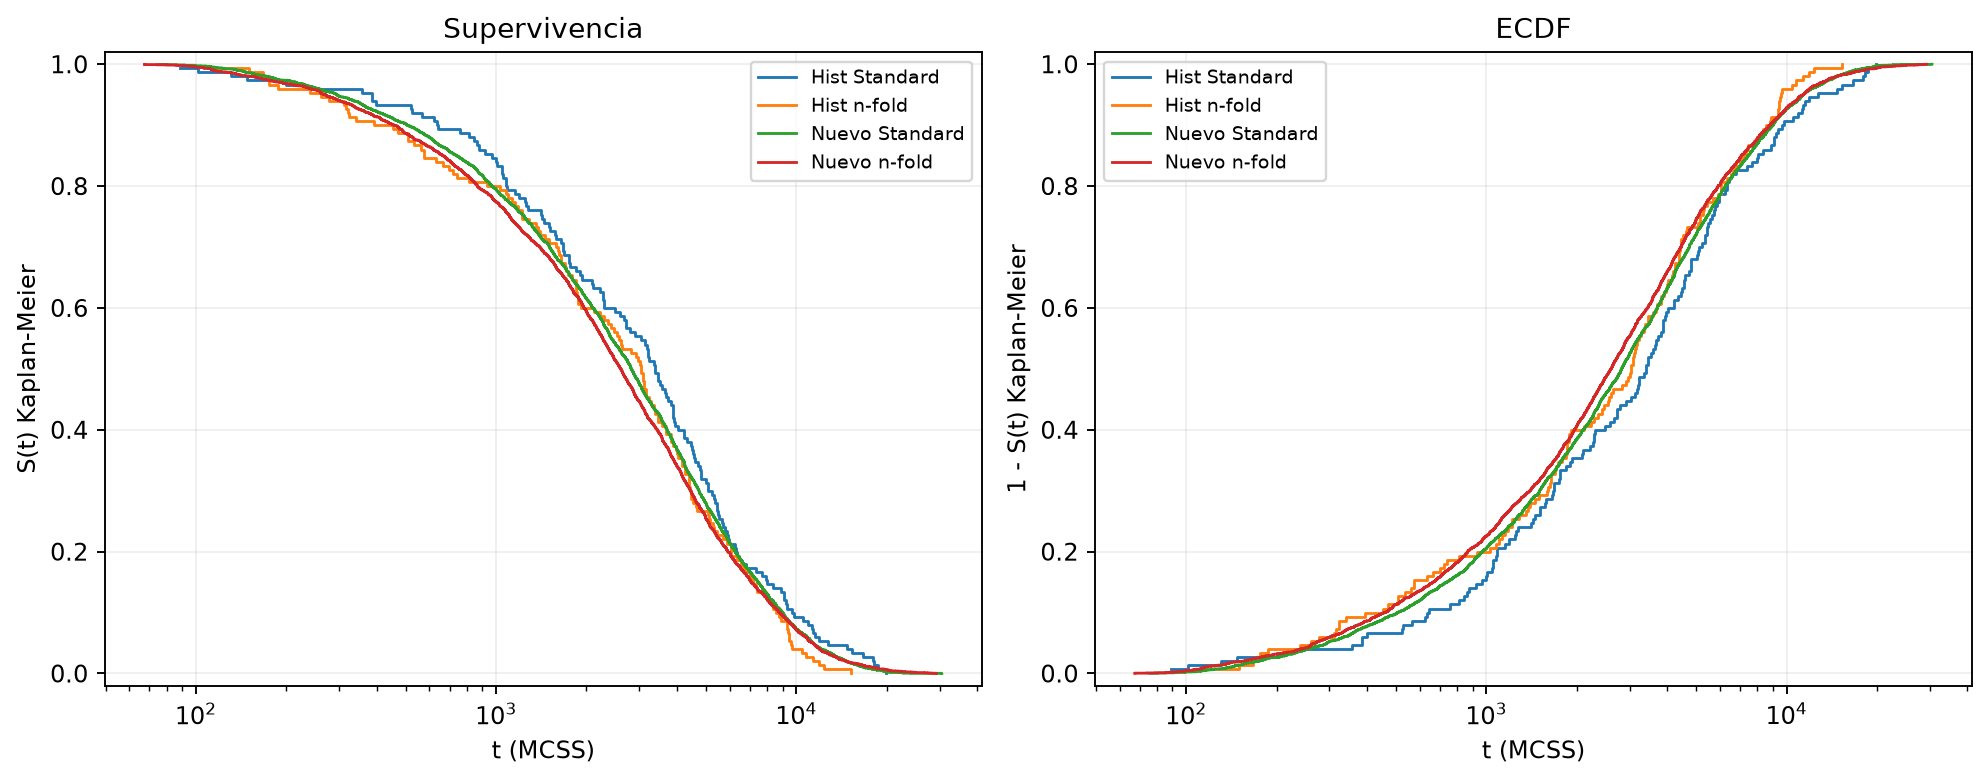 Supervivencia
S(t) Kaplan-Meier
1.0
0.8
0.6
0.4
0.2
0.0
Hist Standard
Hist n-fold
Nuevo Standard
Nuevo n-fold
10²
10³
10⁴
t (MCSS)
ECDF
1 - S(t) Kaplan-Meier
1.0
0.8
0.6
0.4
0.2
0.0
Hist Standard
Hist n-fold
Nuevo Standard
Nuevo n-fold
10²
10³
10⁴
t (MCSS)